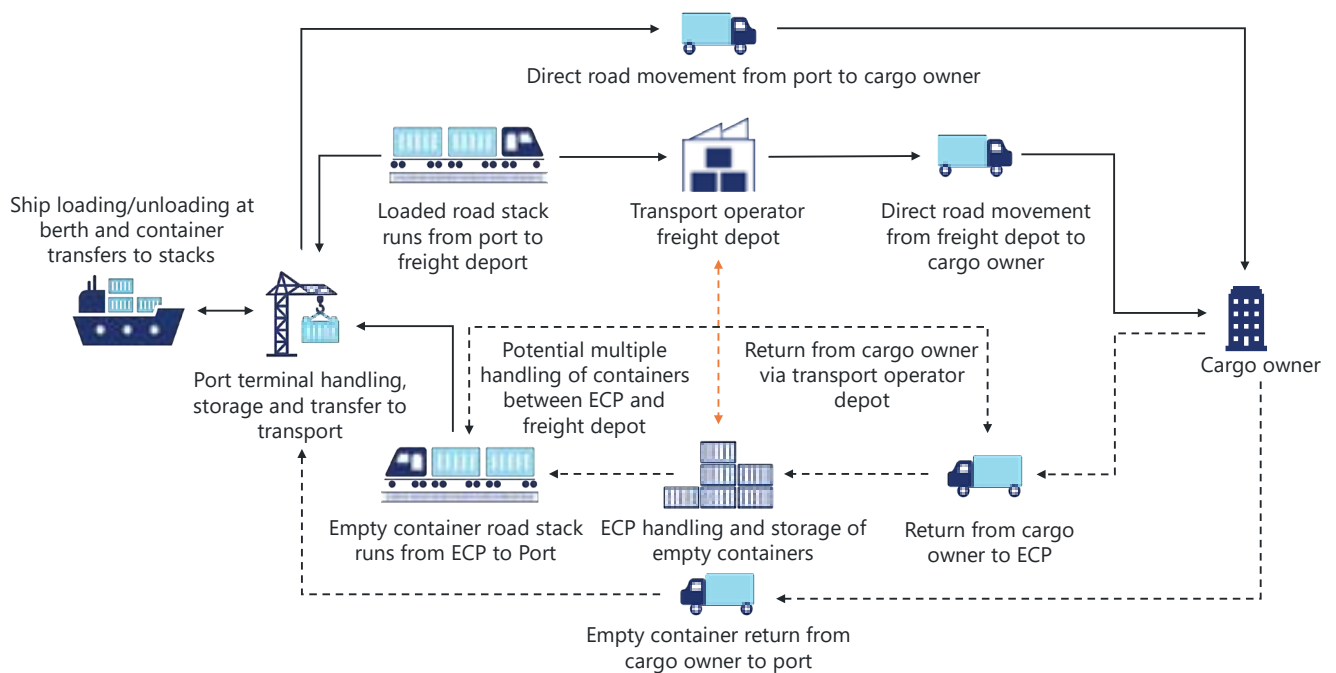 Direct road movement from port to cargo owner
Ship loading/unloading at
berth and container
transfers to stacks
Loaded road stack
runs from port to
freight deport
Transport operator
freight depot
Direct road movement
from freight depot to
cargo owner
Port terminal handling,
storage and transfer to
transport
Potential multiple
handling of containers
between ECP and
freight depot
Return from cargo owner
via transport operator
depot
Cargo owner
Empty container road stack
runs from ECP to Port
ECP handling and storage of
empty containers
Return from cargo
owner to ECP
Empty container return from
cargo owner to port